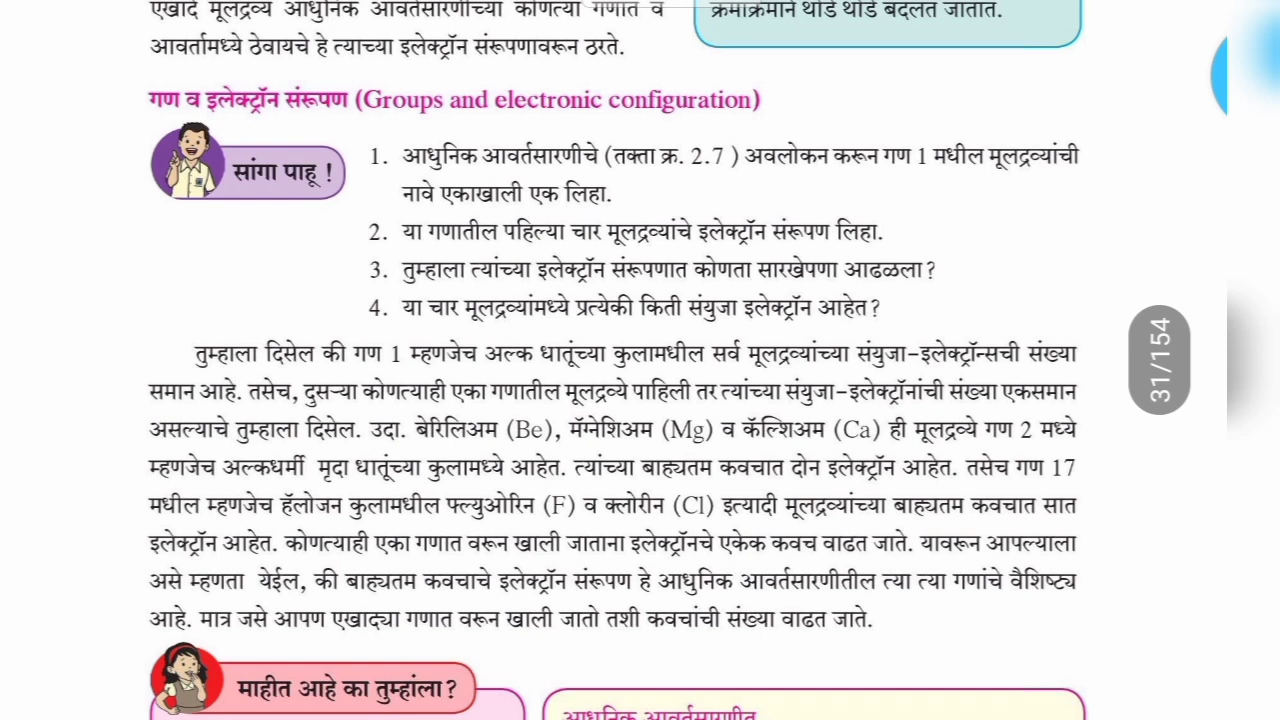 एखादे मूलद्रव्य आधुनिक आवर्तसारणीच्या कोणत्या गणात व
आवर्तामध्ये ठेवायचे हे त्याच्या इलेक्ट्रॉन संरूपणावरून ठरते.
क्रमाक्रमाने थोडे थोडे बदलत जातात.
गण व इलेक्ट्रॉन संरूपण (Groups and electronic configuration)
सांगा पाहू !
1. आधुनिक आवर्तसारणीचे (तक्ता क्र. 2.7 ) अवलोकन करून गण 1 मधील मूलद्रव्यांची
नावे एकाखाली एक लिहा.
2. या गणातील पहिल्या चार मूलद्रव्यांचे इलेक्ट्रॉन संरूपण लिहा.
3. तुम्हाला त्यांच्या इलेक्ट्रॉन संरूपणात कोणता सारखेपणा आढळला?
4. या चार मूलद्रव्यांमध्ये प्रत्येकी किती संयुजा इलेक्ट्रॉन आहेत?
तुम्हाला दिसेल की गण 1 म्हणजेच अल्क धातूंच्या कुलामधील सर्व मूलद्रव्यांच्या संयुजा-इलेक्ट्रॉन्सची संख्या
समान आहे. तसेच, दुसऱ्या कोणत्याही एका गणातील मूलद्रव्ये पाहिली तर त्यांच्या संयुजा-इलेक्ट्रॉनांची संख्या एकसमान
असल्याचे तुम्हाला दिसेल. उदा. बेरिलिअम (Be), मॅग्नेशिअम (Mg) व कॅल्शिअम (Ca) ही मूलद्रव्ये गण 2 मध्ये
म्हणजेच अल्कधर्मी मृदा धातूंच्या कुलामध्ये आहेत. त्यांच्या बाह्यतम कवचात दोन इलेक्ट्रॉन आहेत. तसेच गण 17
मधील म्हणजेच हॅलोजन कुलामधील फ्ल्युओरिन (F) व क्लोरीन (Cl) इत्यादी मूलद्रव्यांच्या बाह्यतम कवचात सात
इलेक्ट्रॉन आहेत. कोणत्याही एका गणात वरून खाली जाताना इलेक्ट्रॉनचे एकेक कवच वाढत जाते. यावरून आपल्याला
असे म्हणता येईल, की बाह्यतम कवचाचे इलेक्ट्रॉन संरूपण हे आधुनिक आवर्तसारणीतील त्या त्या गणांचे वैशिष्ट्य
आहे. मात्र जसे आपण एखाद्या गणात वरून खाली जातो तशी कवचांची संख्या वाढत जाते.
31/154
माहीत आहे का तुम्हांला?
आधुनिक आवर्तसारणीत